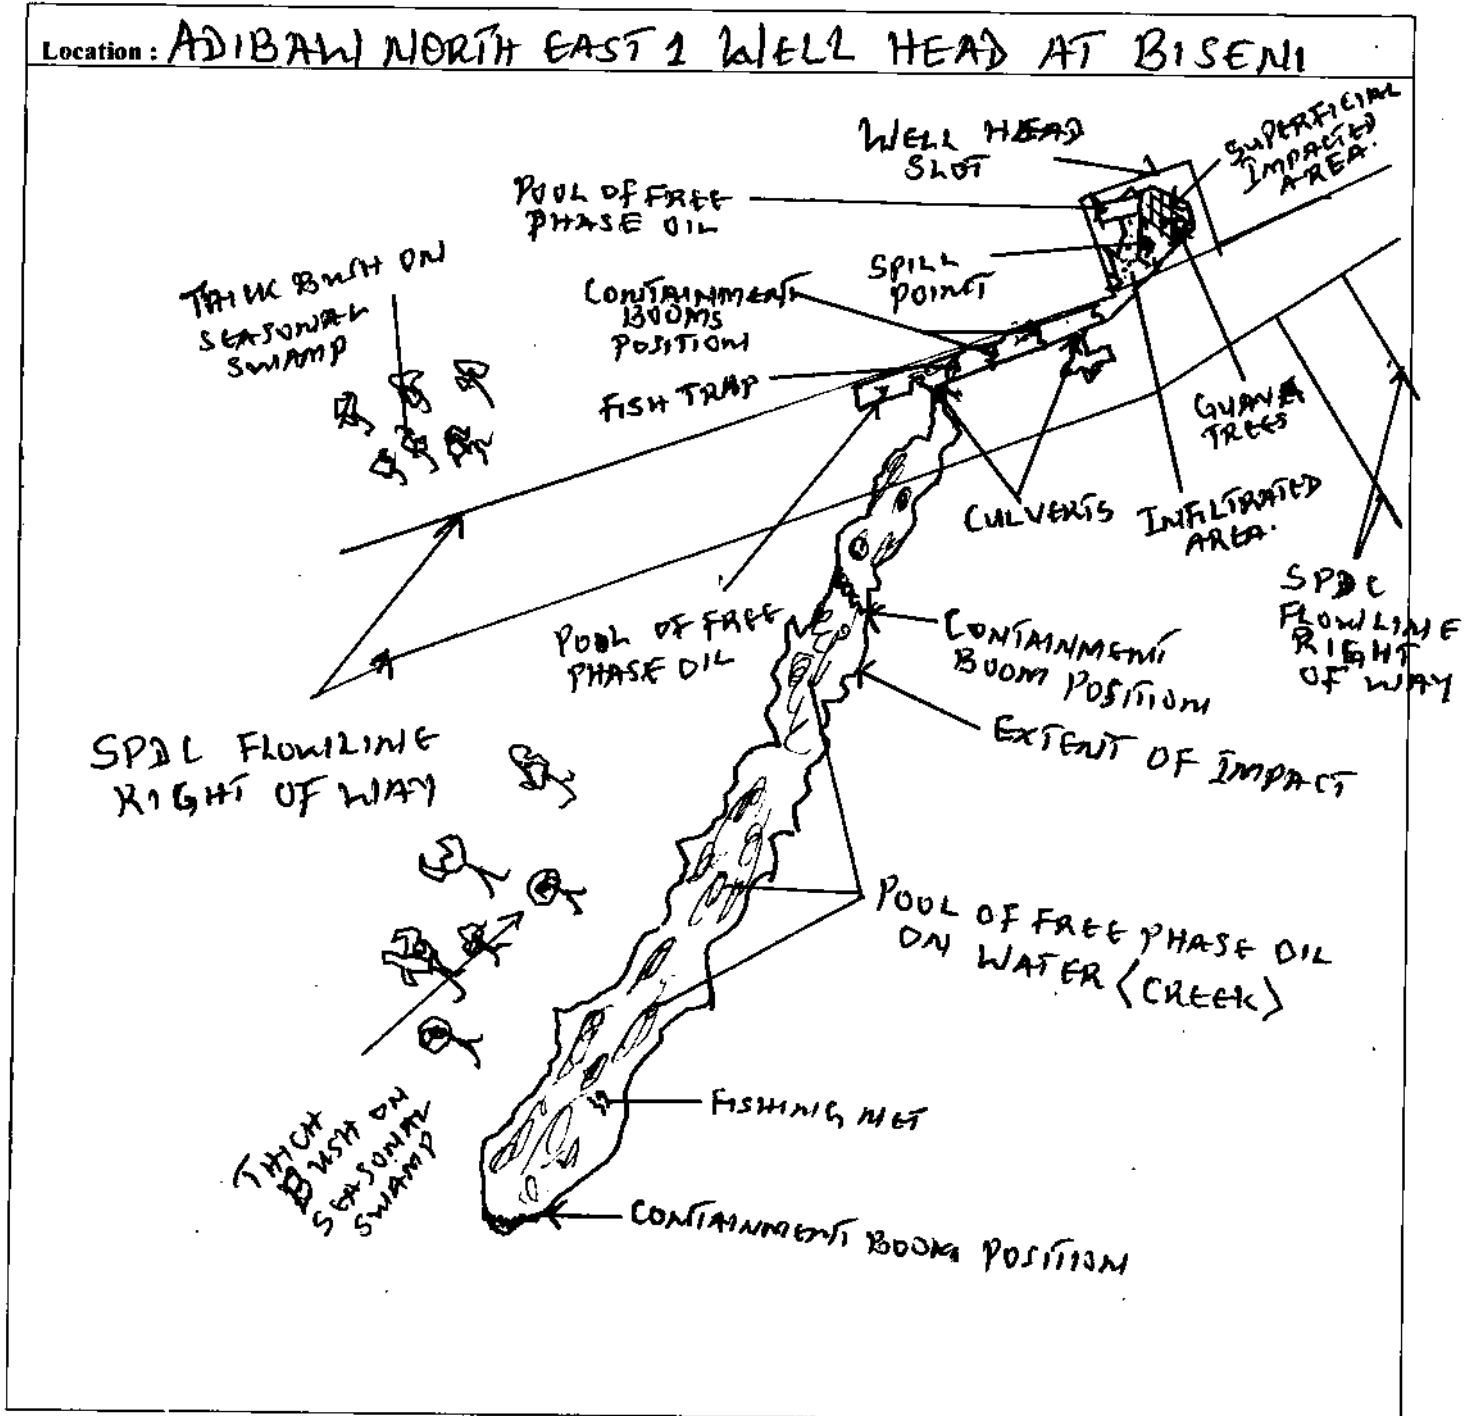 Location : ADIBAWI NORTH EAST 1 WELL HEAD AT BISENI
WELL HEAD
SLOT
SUPERFICIAL
IMPACTED
AREA.
POOL OF FREE
PHASE OIL
THICK BUSH ON
SEASONAL
SWAMP
SPILL
POINT
CONTAINMENT
BOOMS
POSITION
FISH TRAP
GUAVA
TREES
CULVERTS
INFILTRATED
AREA.
SPDC
FLOWLINE
RIGHT
OF WAY
POOL OF FREE
PHASE OIL
CONTAINMENT
BOOM POSITION
EXTENT OF IMPACT
SPDC FLOWLINE
RIGHT OF WAY
POOL OF FREE PHASE OIL
ON WATER (CREEK)
FISHING NET
THICK
BUSH ON
SEASONAL
SWAMP
CONTAINMENT BOOM POSITION